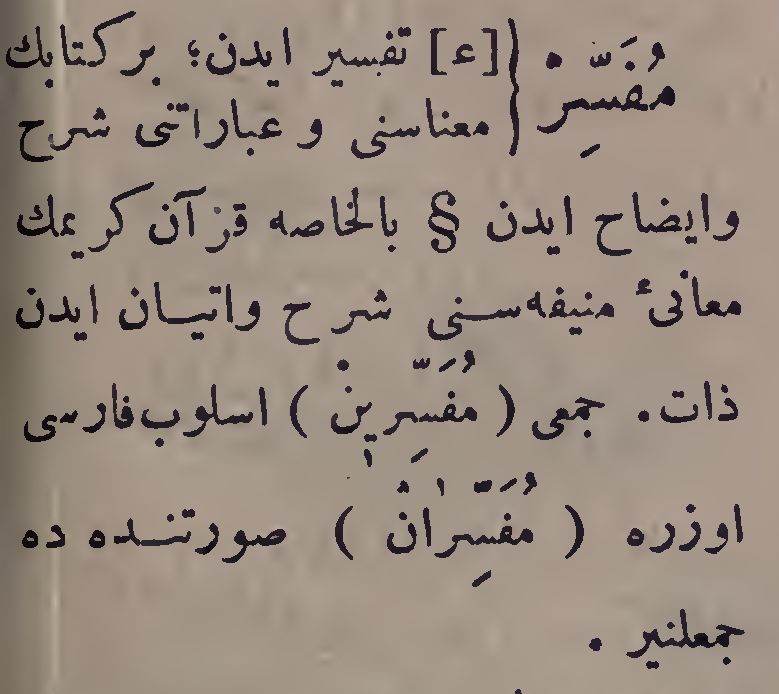 مُفَسِّرْ {[ء] تفسیر ایدن؛ بر کتابك
معناسنی و عباراتنی شرح
وایضاح ایدن § بالخاصه قرآن کریمك
معانیٔ منیفه‌سنی شرح واتیان ایدن
ذات. جمعی ( مُفَسِّرِینْ ) اسلوب فارسی
اوزره ( مُفَسِّرَانْ ) صورتنده ده
جمعلنیر .